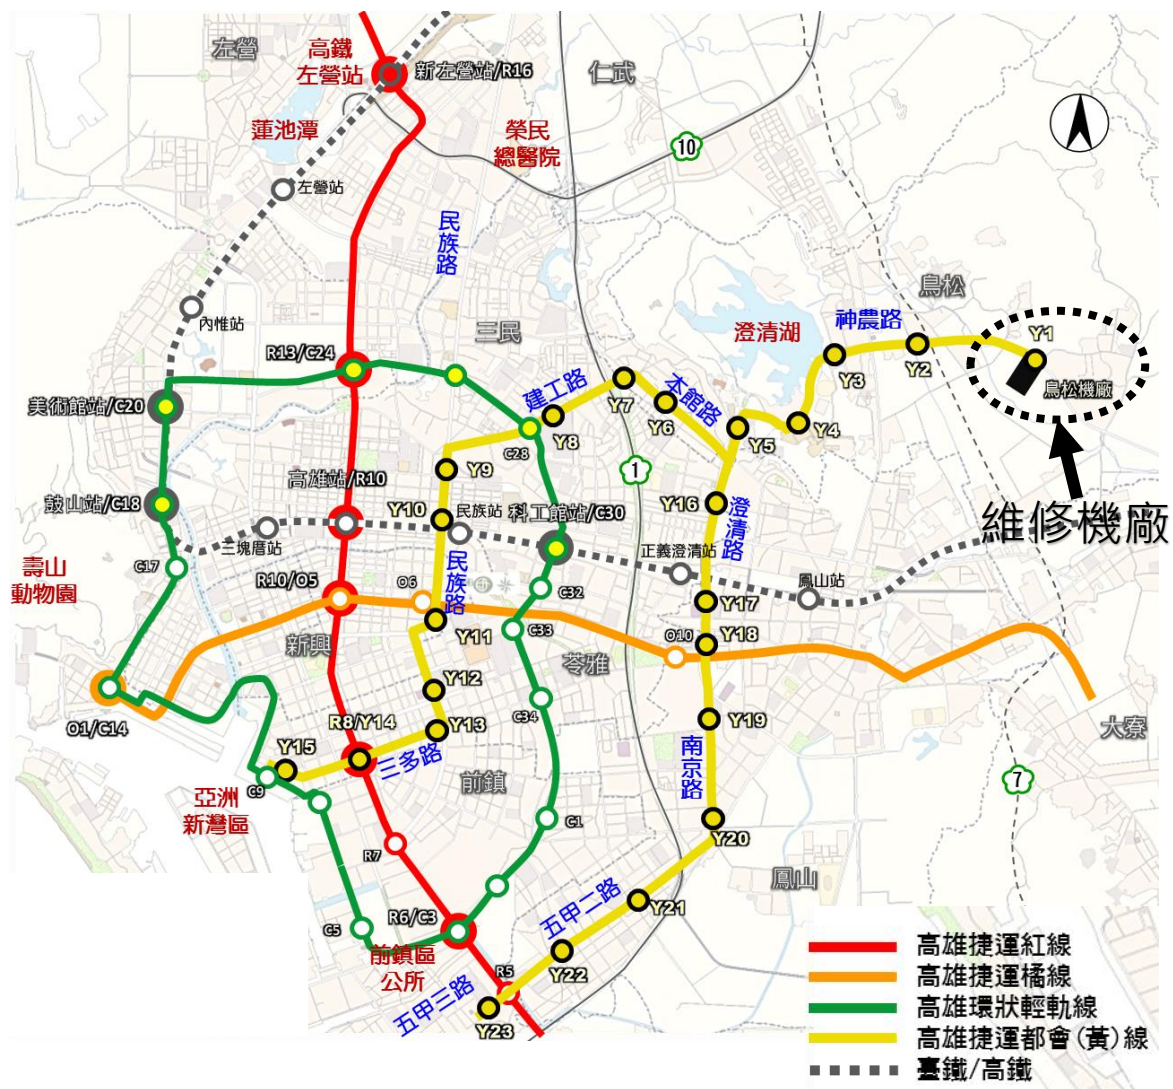 左營
高鐵
左營站
新左營站/R16
仁武
蓮池潭
榮民
總醫院
10
左營站
民族路
鳥松
內惟站
三民
澄清湖
神農路
Y1
R13/C24
Y2
Y3
鳥松機廠
建工路
Y7
本館路
美術館站/C20
Y8
Y6
Y5
Y4
C28
Y9
1
高雄站/R10
Y16
維修機廠
鼓山站/C18
Y10
民族站
科工館站/C30
澄清路
三塊厝站
正義澄清站
C17
壽山
動物園
R10/O5
O6
民族路
C32
鳳山站
Y17
Y11
C33
O10
Y18
新興
苓雅
Y12
C34
O1/C14
R8/Y14
Y13
Y19
大寮
Y15
三多路
南京路
前鎮
7
C9
亞洲
新灣區
C1
R7
Y20
鳳山
R6/C3
五甲二路
Y21
C5
前鎮區
公所
Y22
R5
五甲三路
Y23
高雄捷運紅線
高雄捷運橘線
高雄環狀輕軌線
高雄捷運都會(黃)線
臺鐵/高鐵